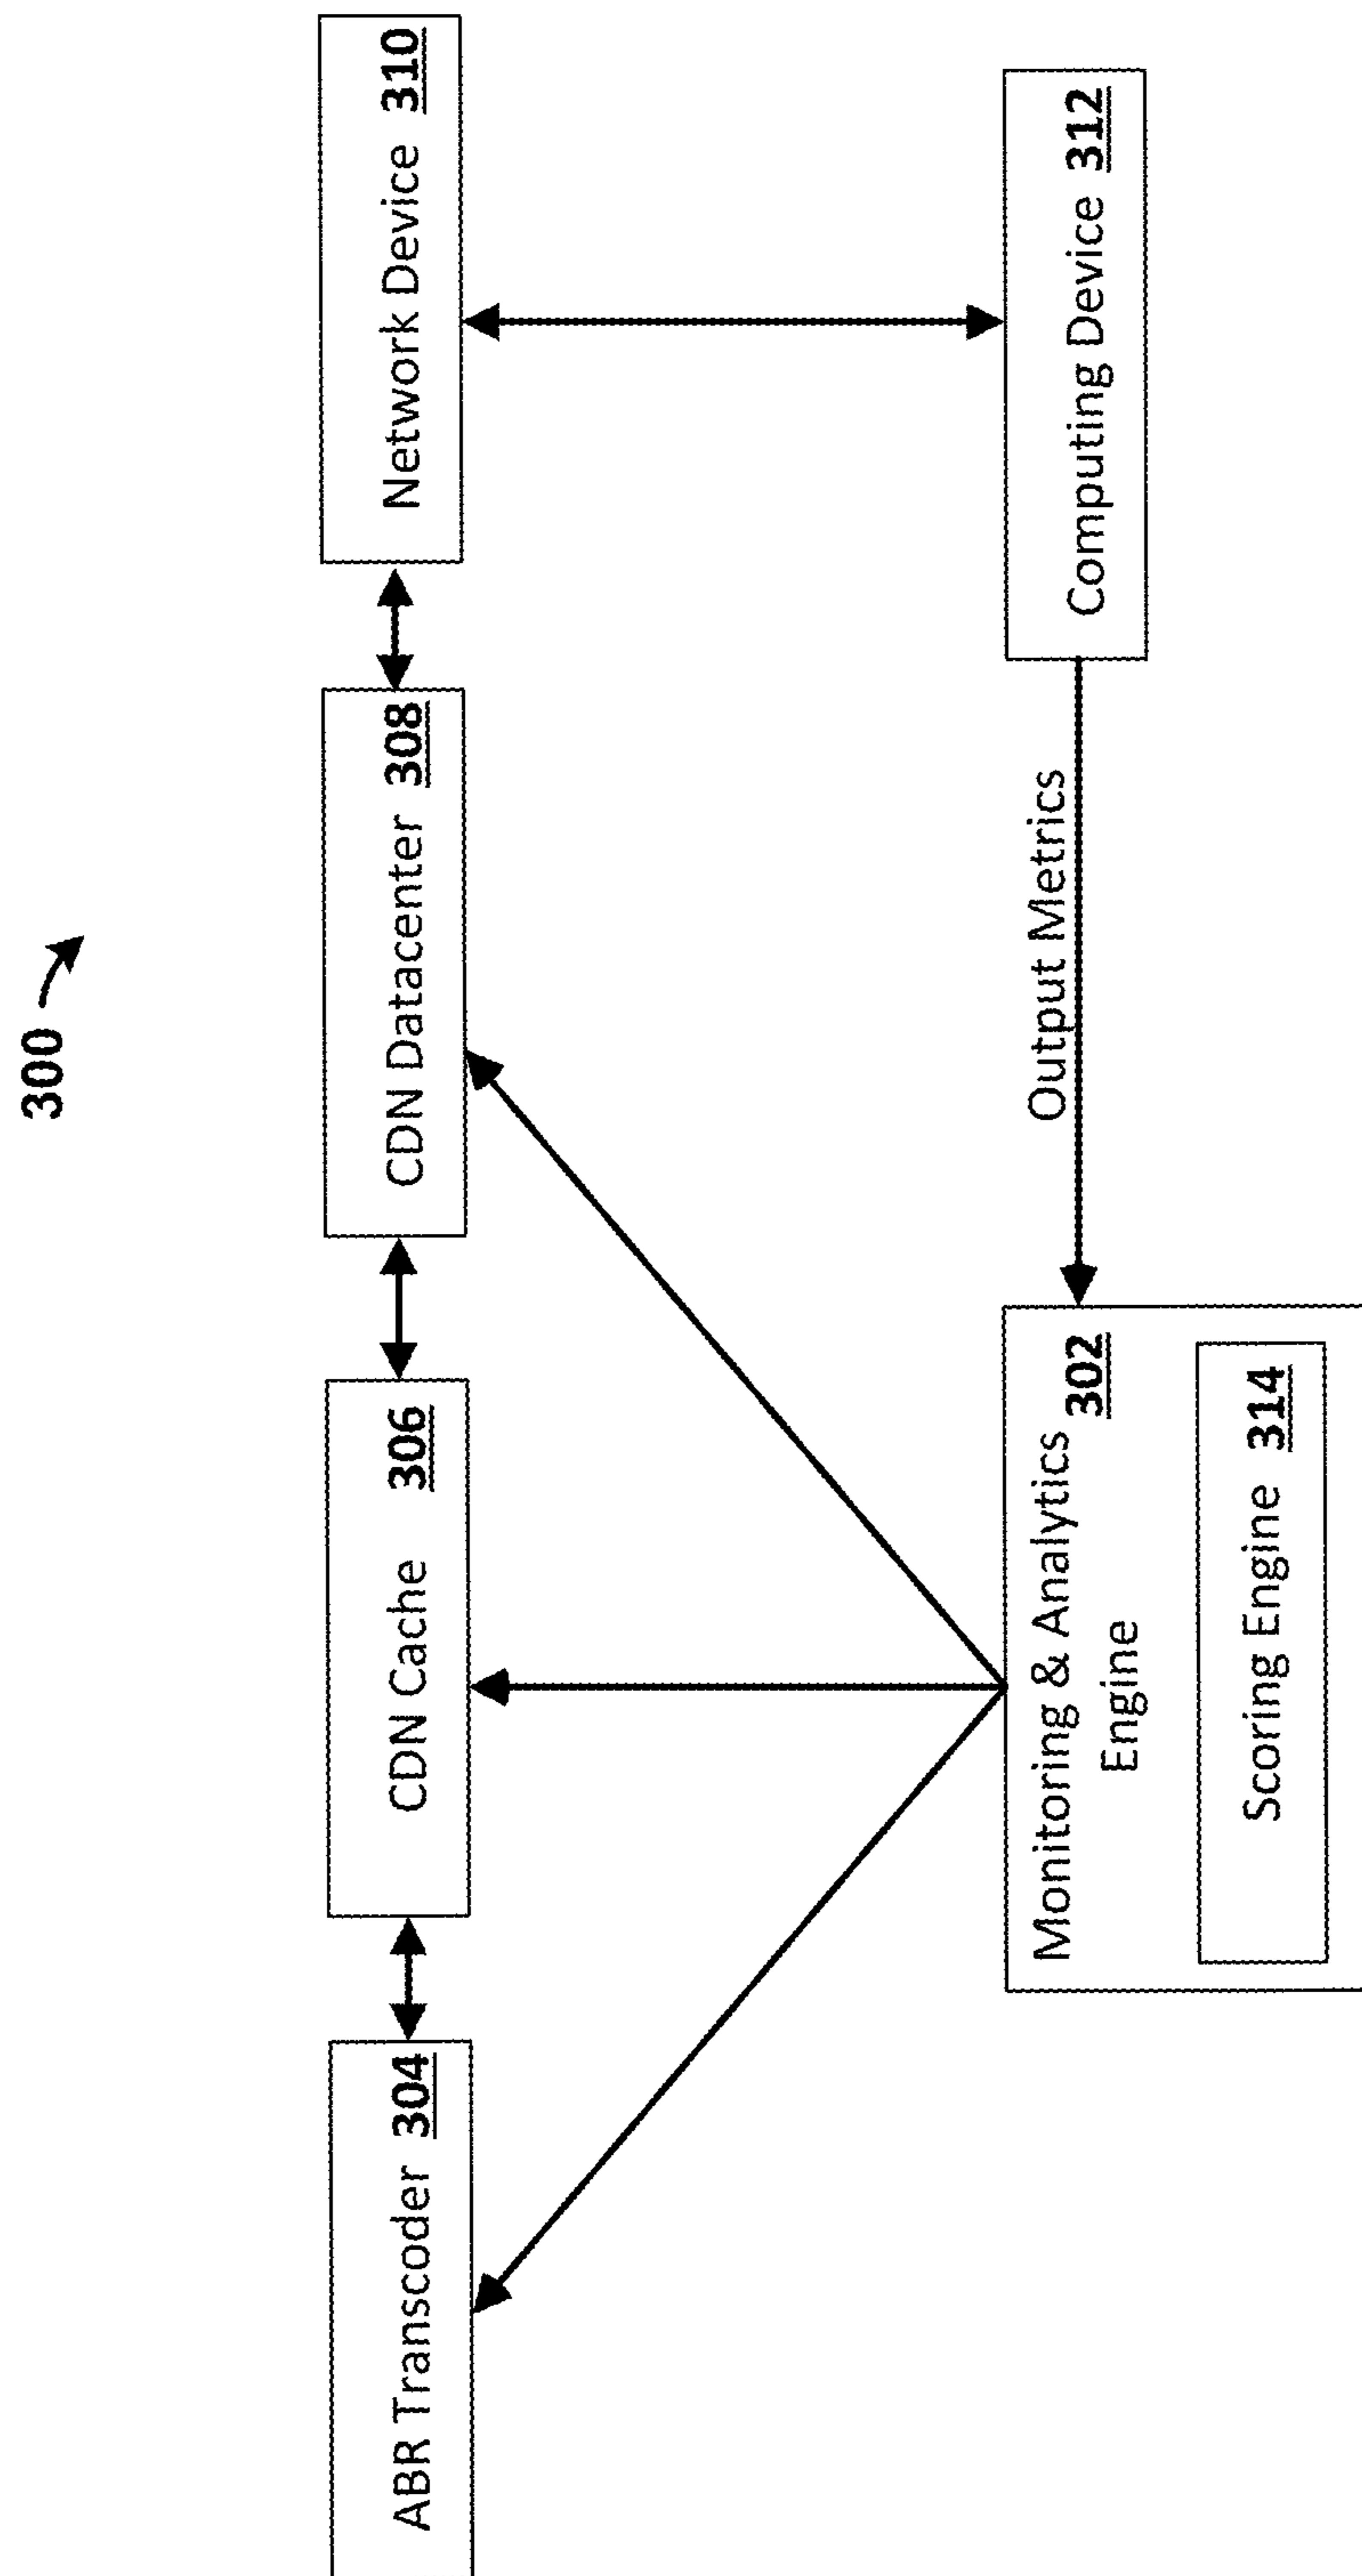 300
ABR Transcoder 304
CDN Cache 306
CDN Datacenter 308
Network Device 310
Output Metrics
Monitoring & Analytics
Engine
302
Scoring Engine 314
Computing Device 312